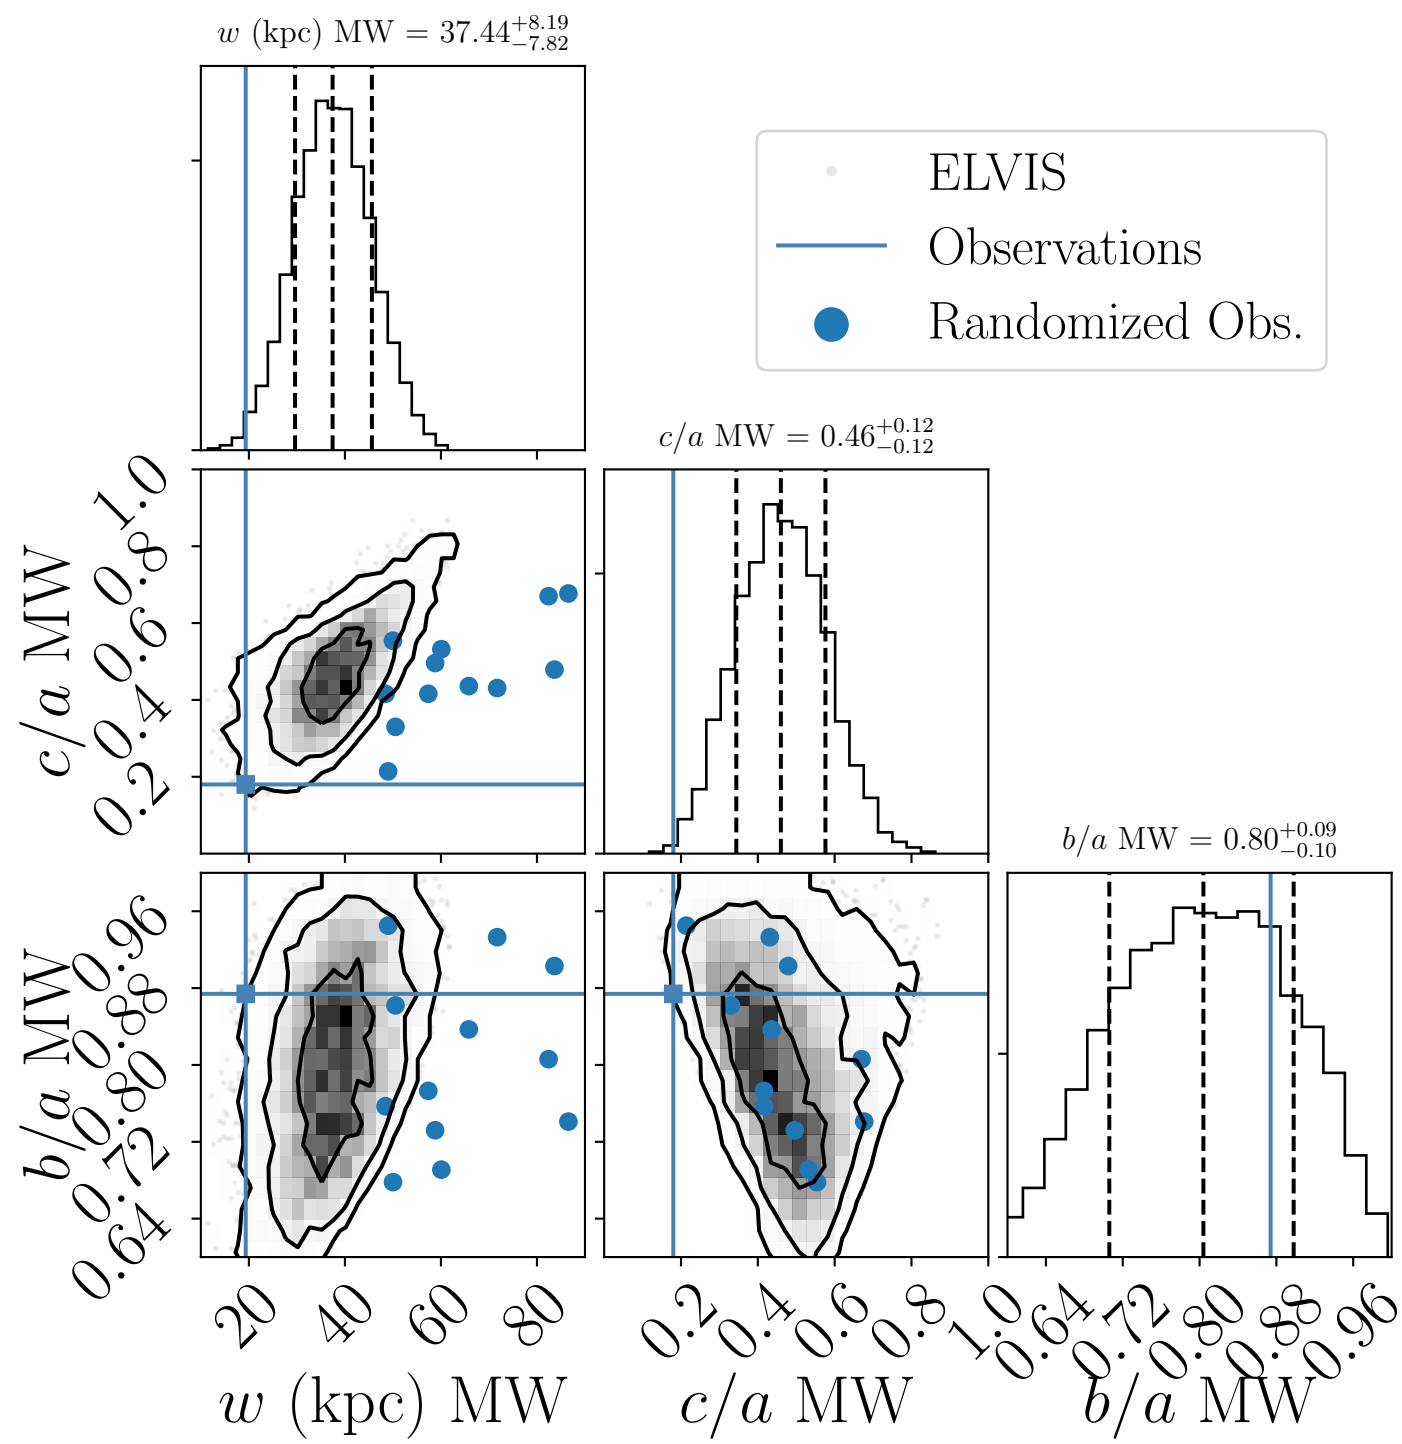 w (kpc) MW = 37.44^{+8.19}_{-7.82}
ELVIS
Observations
Randomized Obs.
c/a MW = 0.46^{+0.12}_{-0.12}
1.0
0.8
0.6
0.4
0.2
c/a MW
b/a MW = 0.80^{+0.09}_{-0.10}
0.96
0.88
0.80
0.72
0.64
b/a MW
20 40 60 80
0.2 0.4 0.6 0.8 1.0
0.64 0.72 0.80 0.88 0.96
w (kpc) MW
c/a MW
b/a MW